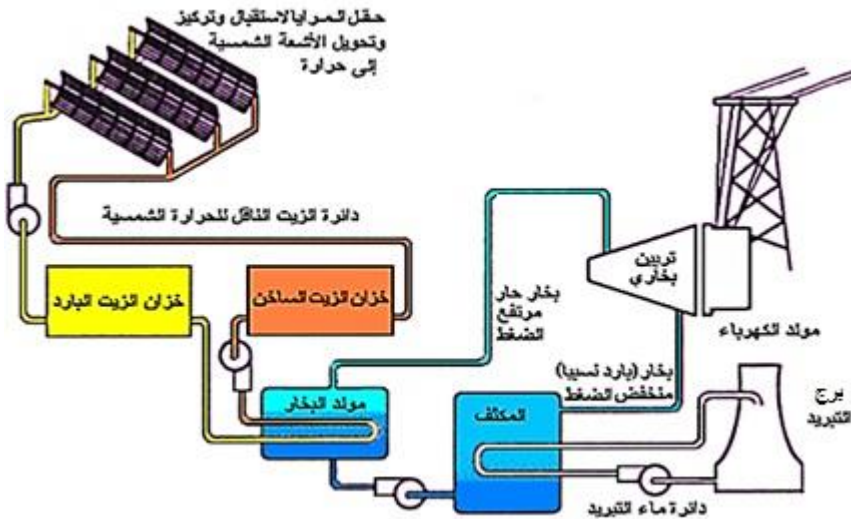 حقل المرايا لاستقبال وتركيز
وتحويل الأشعة الشمسية
إلى حرارة
دائرة الزيت الناقل للحرارة الشمسية
خزان الزيت البارد
خزان الزيت الساخن
بخار حار
مرتفع
الضغط
تربين
بخاري
مولد الكهرباء
بخار (بارد نسبيا)
منخفض الضغط
مولد البخار
المكثف
برج
التبريد
دائرة ماء التبريد